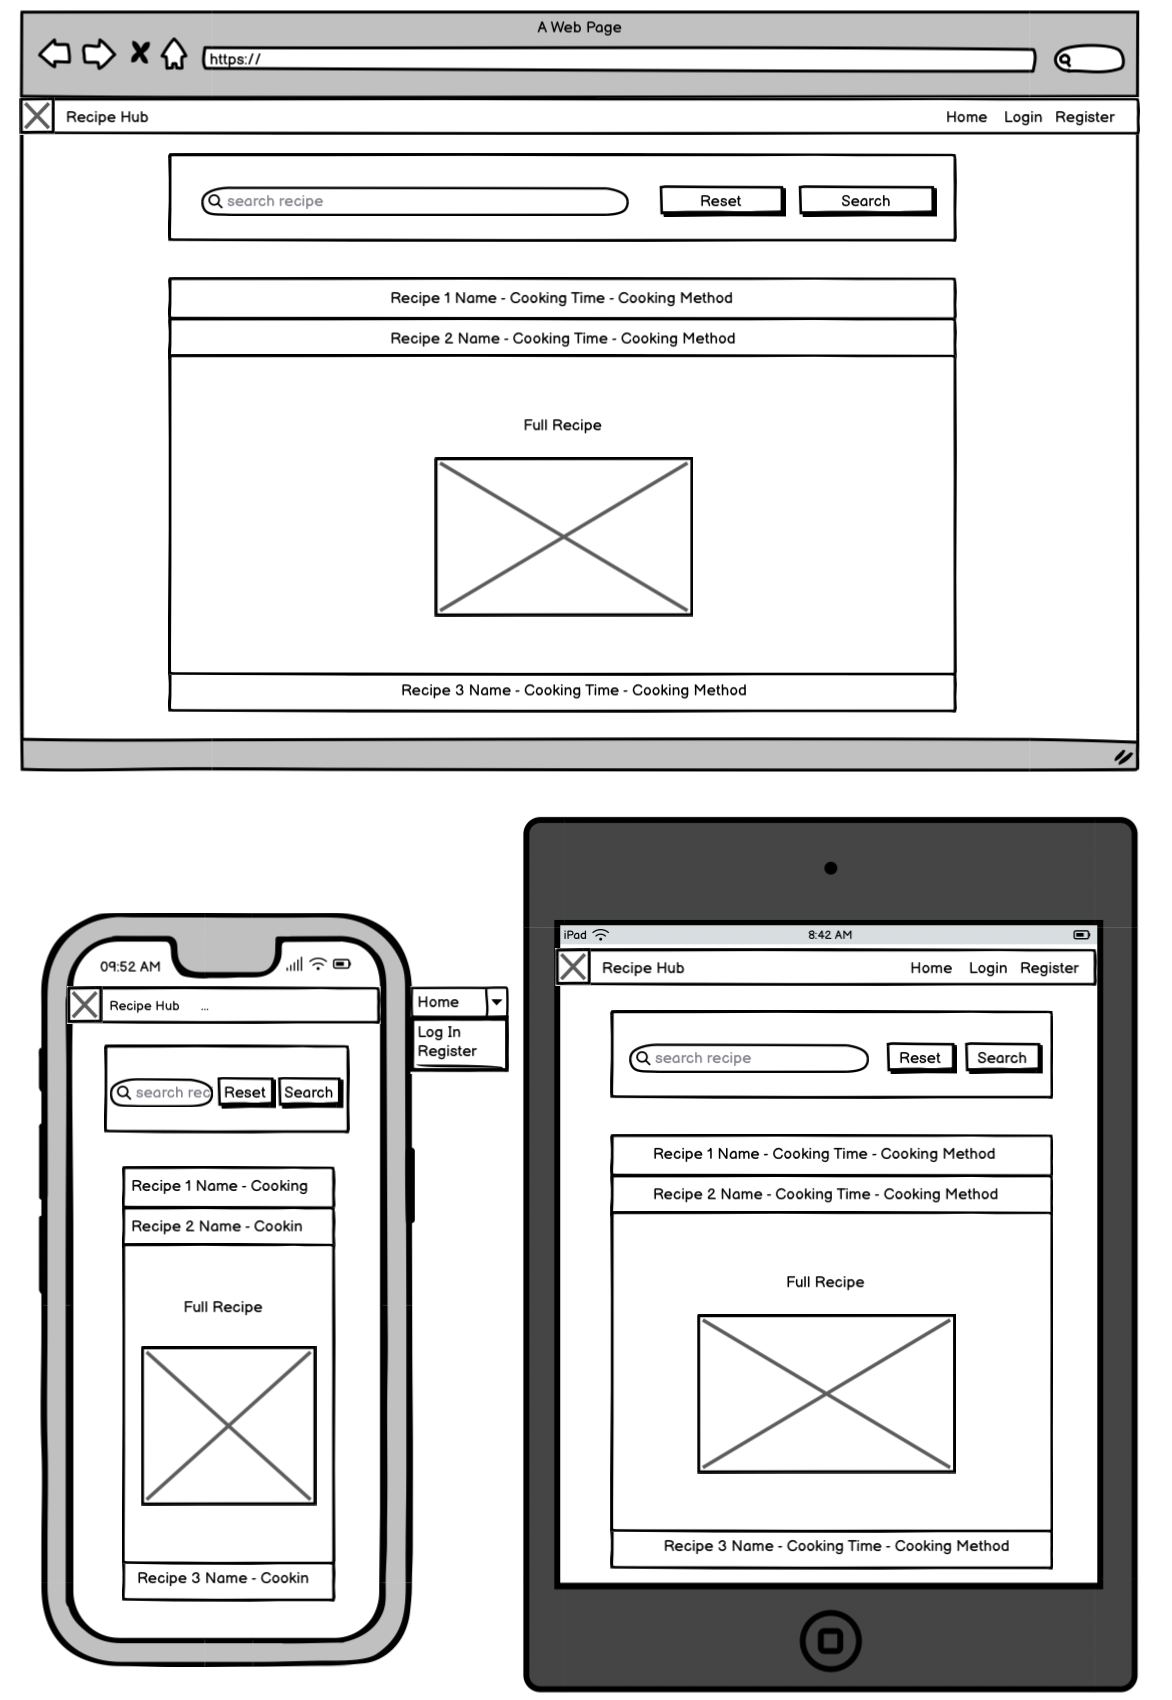 A Web Page
https://
Recipe Hub Home Login Register
search recipe Reset Search
Recipe 1 Name - Cooking Time - Cooking Method
Recipe 2 Name - Cooking Time - Cooking Method
Full Recipe
Recipe 3 Name - Cooking Time - Cooking Method
09:52 AM
Recipe Hub ...
Home
Log In
Register
search rec Reset Search
Recipe 1 Name - Cooking
Recipe 2 Name - Cookin
Full Recipe
Recipe 3 Name - Cookin
iPad 8:42 AM
Recipe Hub Home Login Register
search recipe Reset Search
Recipe 1 Name - Cooking Time - Cooking Method
Recipe 2 Name - Cooking Time - Cooking Method
Full Recipe
Recipe 3 Name - Cooking Time - Cooking Method